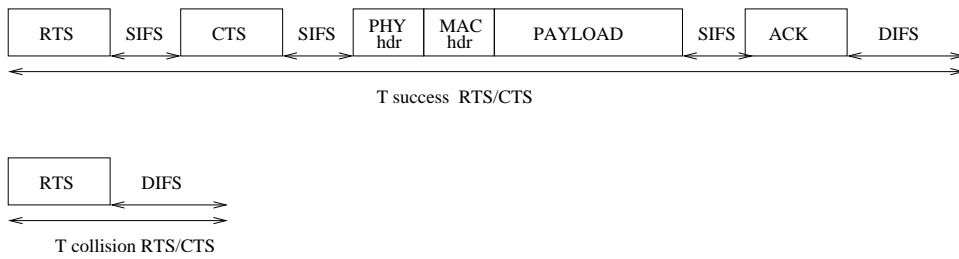 RTS SIFS CTS SIFS PHY hdr MAC hdr PAYLOAD SIFS ACK DIFS
T success RTS/CTS
RTS DIFS
T collision RTS/CTS